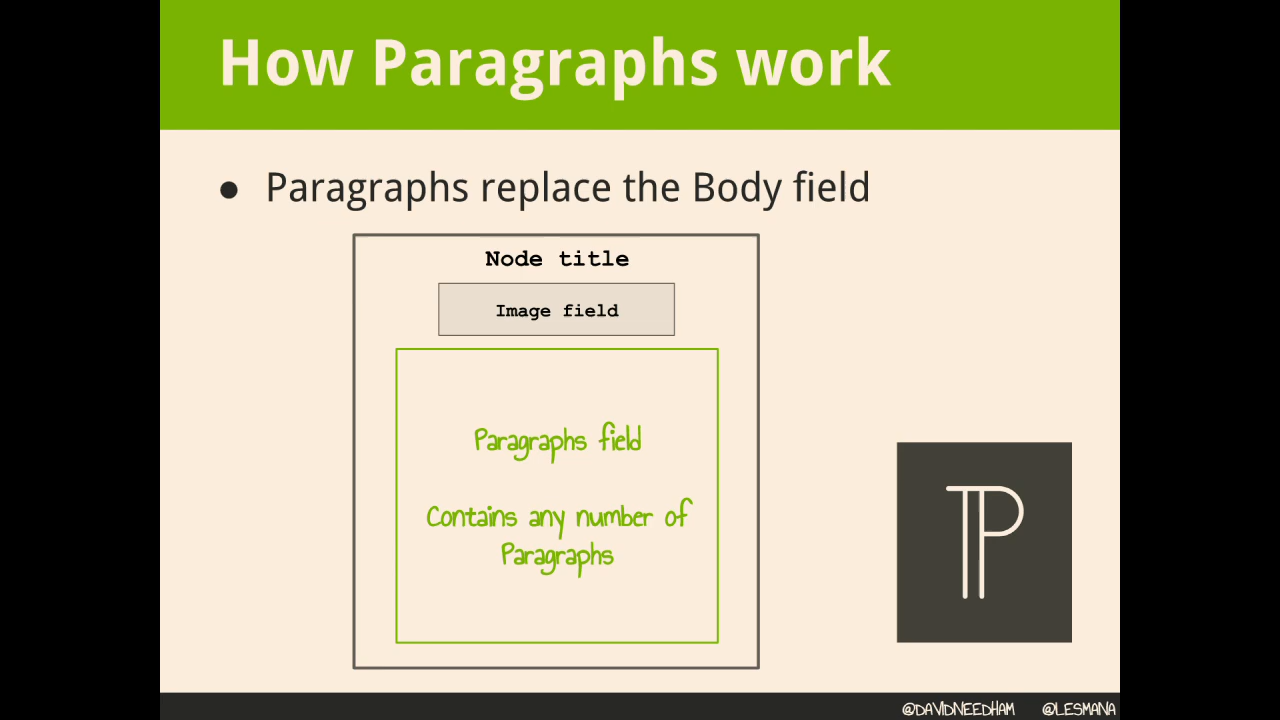 How Paragraphs work
● Paragraphs replace the Body field
Node title
Image field
Paragraphs field
Contains any number of
Paragraphs
@DAVIDNEEDHAM @LESMANA